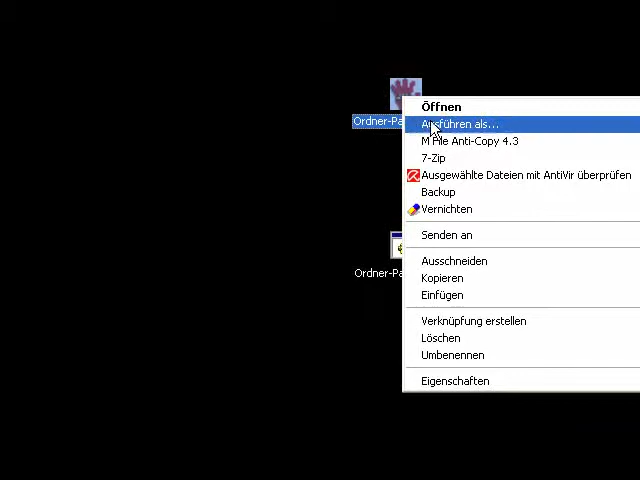 Öffnen
Ordner-Pa
Ausführen als...
M File Anti-Copy 4.3
7-Zip
Ausgewählte Dateien mit AntiVir überprüfen
Backup
Vernichten
Senden an
Ausschneiden
Ordner-Pa
Kopieren
Einfügen
Verknüpfung erstellen
Löschen
Umbenennen
Eigenschaften